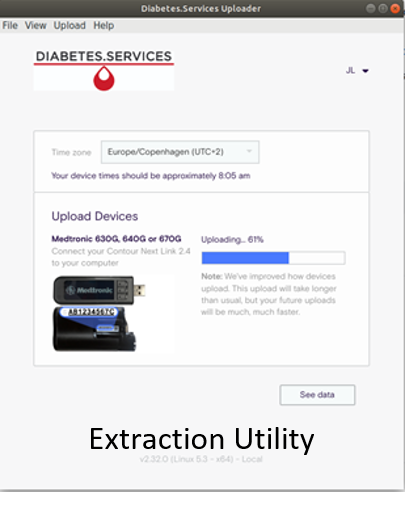 Diabetes.Services Uploader
File View Upload Help
DIABETES.SERVICES
JL
Time zone Europe/Copenhagen (UTC+2)
Your device times should be approximately 8:05 am
Upload Devices
Medtronic 630G, 640G or 670G
Connect your Contour Next Link 2.4
to your computer
Medtronic
AB1234567C
Uploading... 61%
Note: We've improved how devices
upload. This upload will take longer
than usual, but your future uploads
will be much, much faster.
See data
Extraction Utility
v2.32.0 (Linux 5.3 - x64) - Local